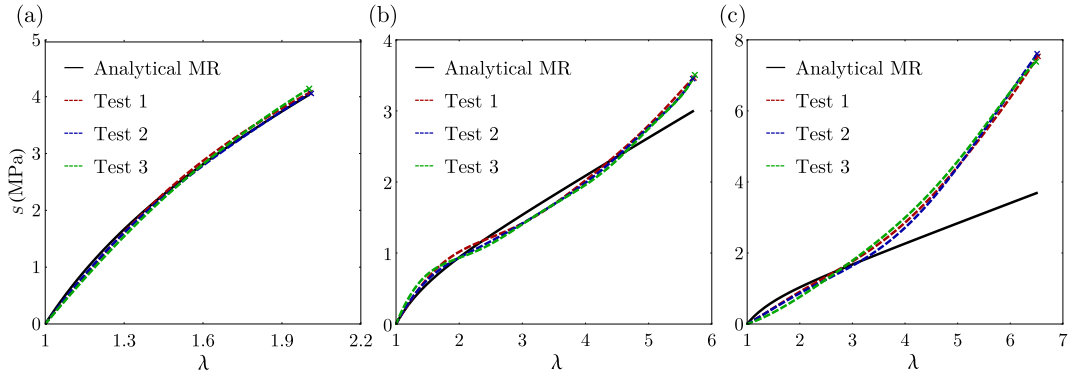 (a)
5
4
3
2
1
0
s (MPa)
Analytical MR
Test 1
Test 2
Test 3
1 1.3 1.6 1.9 2.2
λ
(b)
4
3
2
1
0
Analytical MR
Test 1
Test 2
Test 3
1 2 3 4 5 6
λ
(c)
8
6
4
2
0
Analytical MR
Test 1
Test 2
Test 3
1 2 3 4 5 6 7
λ